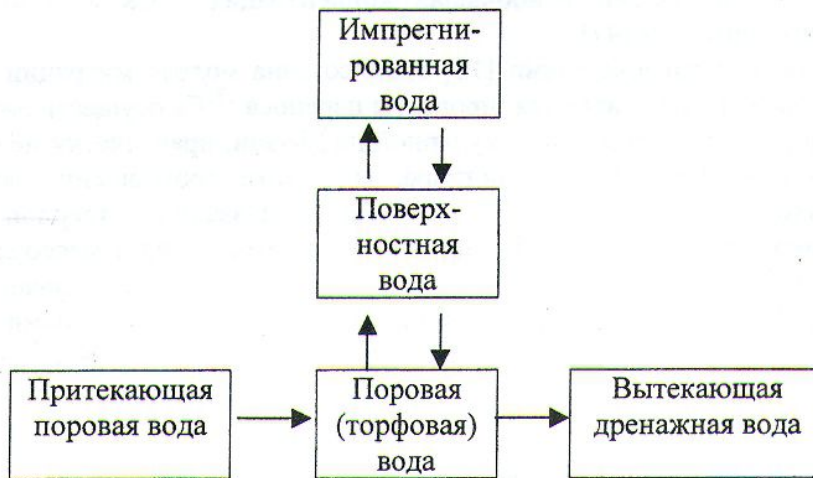 Импрегни-
рованная
вода
Поверх-
ностная
вода
Притекающая
поровая вода
Поровая
(торфовая)
вода
Вытекающая
дренажная вода